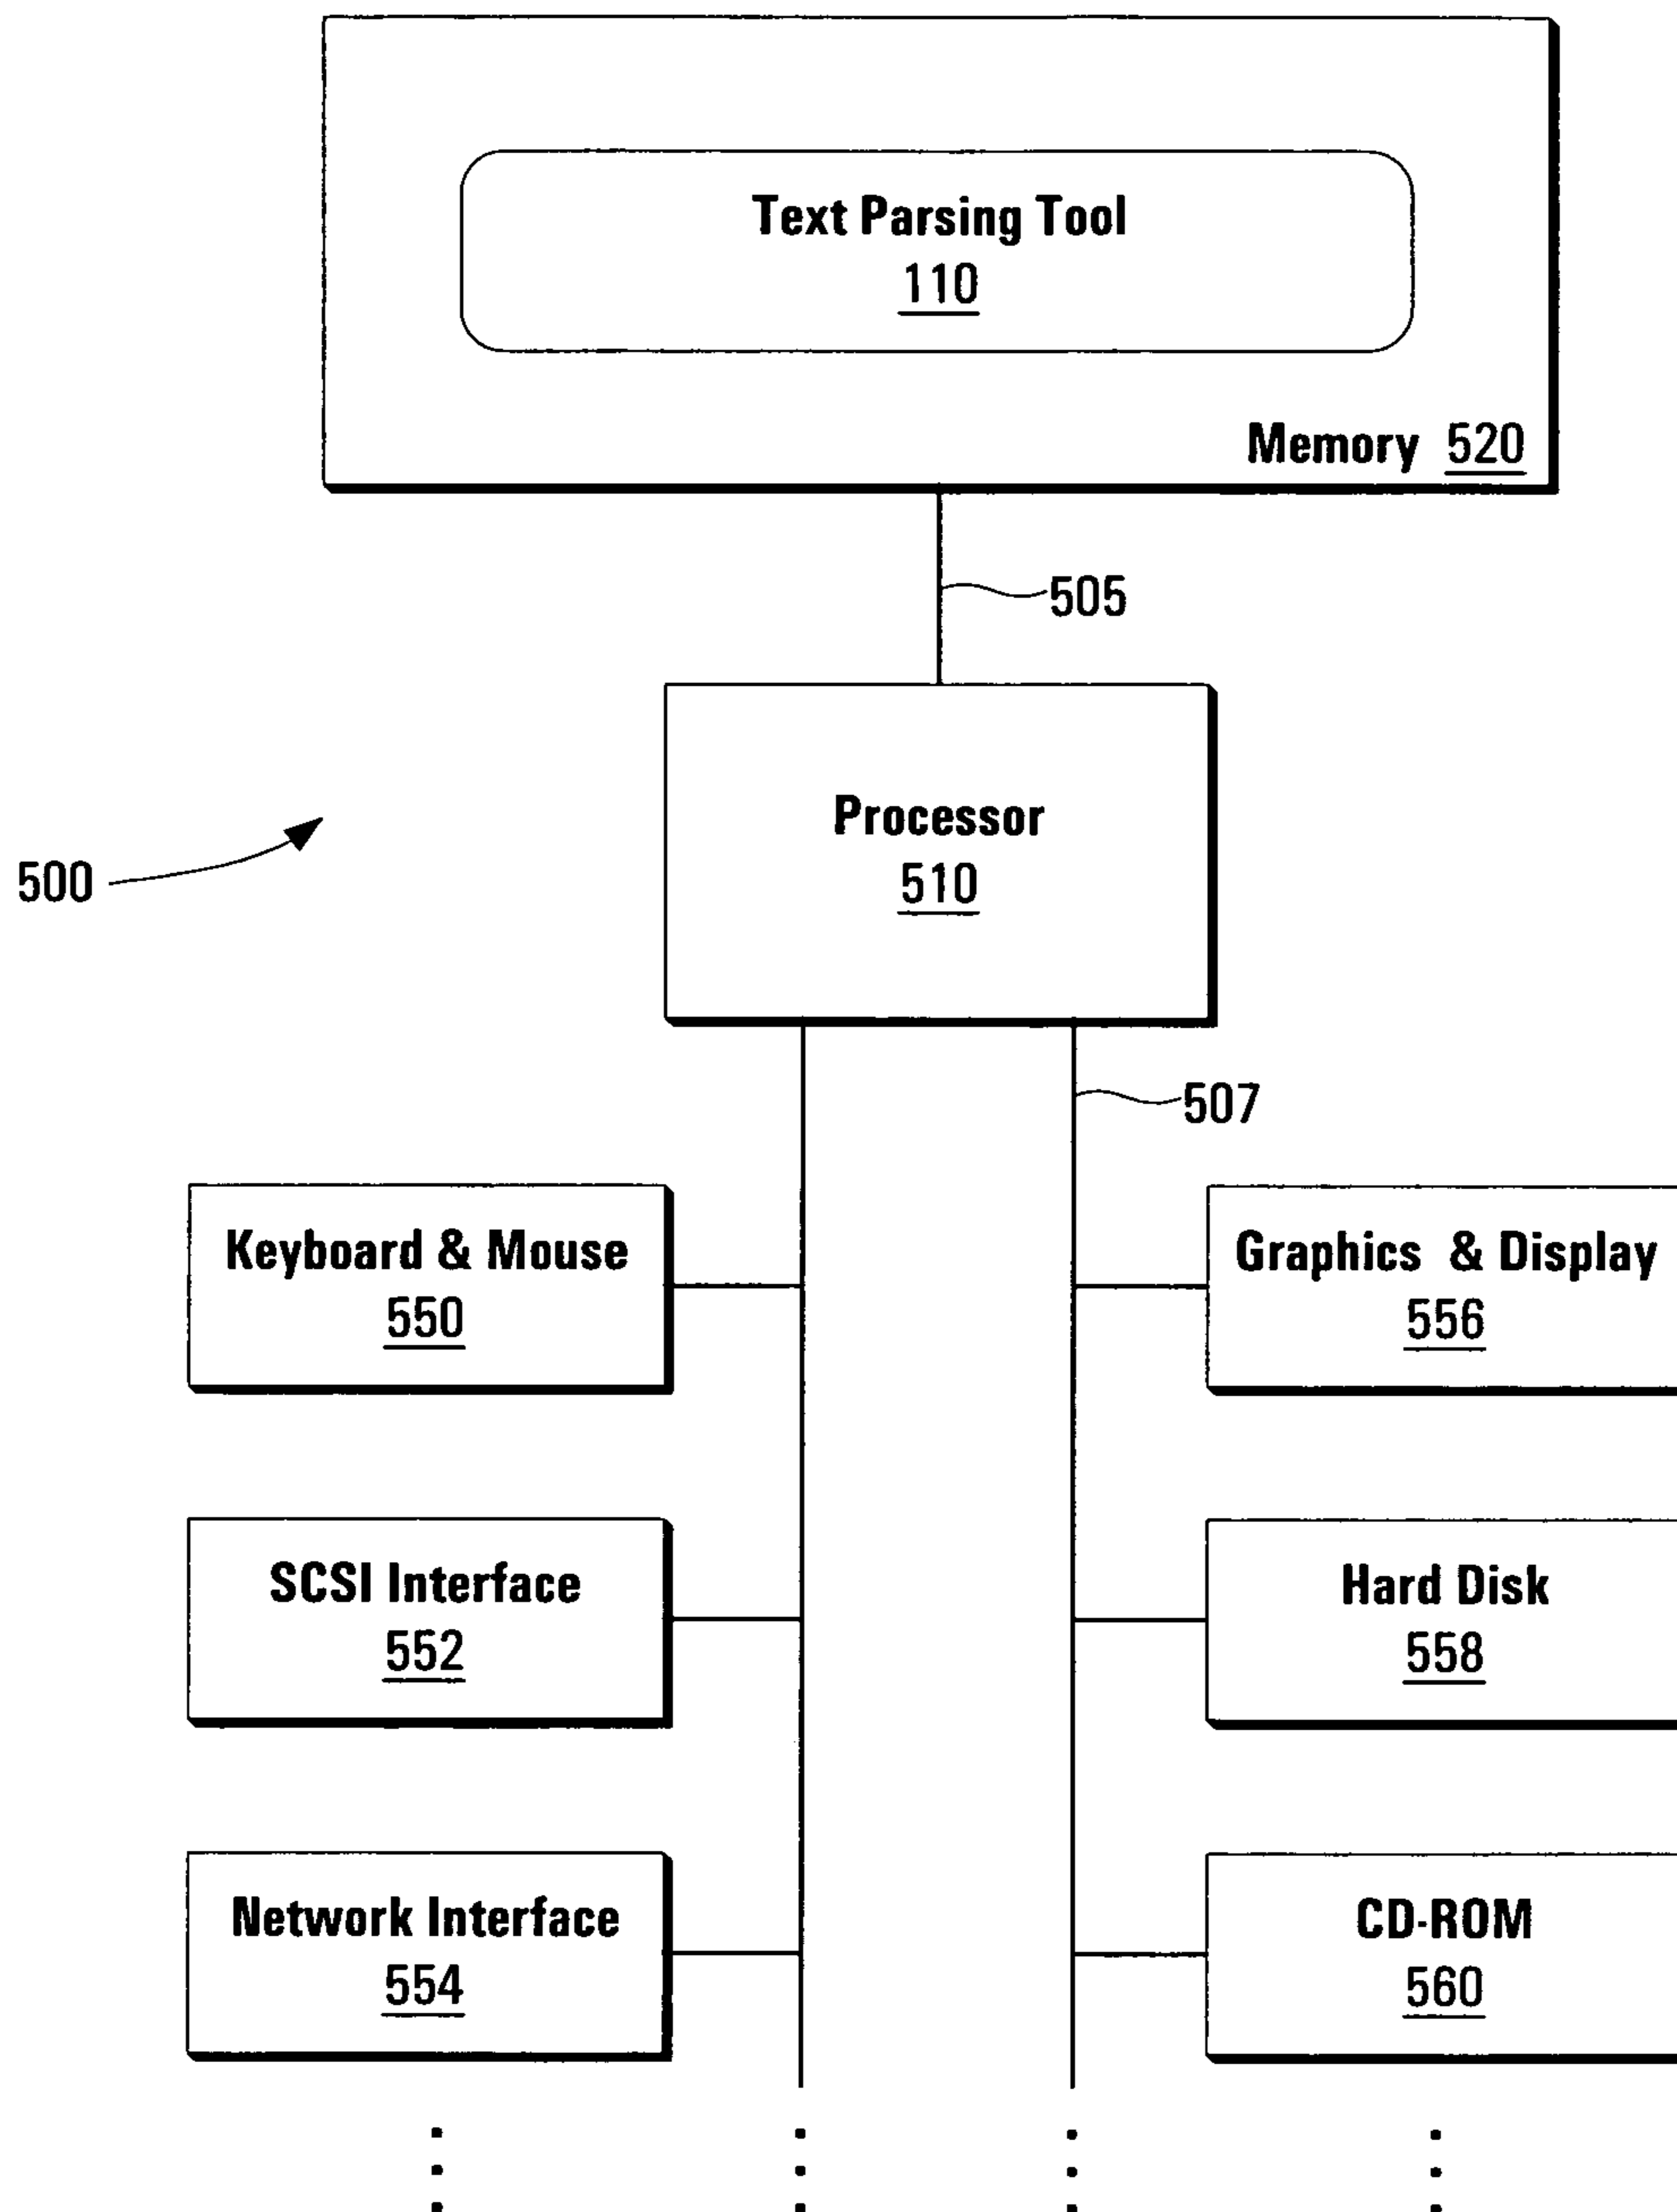 Text Parsing Tool
110
Memory 520
505
Processor
510
500
507
Keyboard & Mouse
550
Graphics & Display
556
SCSI Interface
552
Hard Disk
558
Network Interface
554
CD-ROM
560